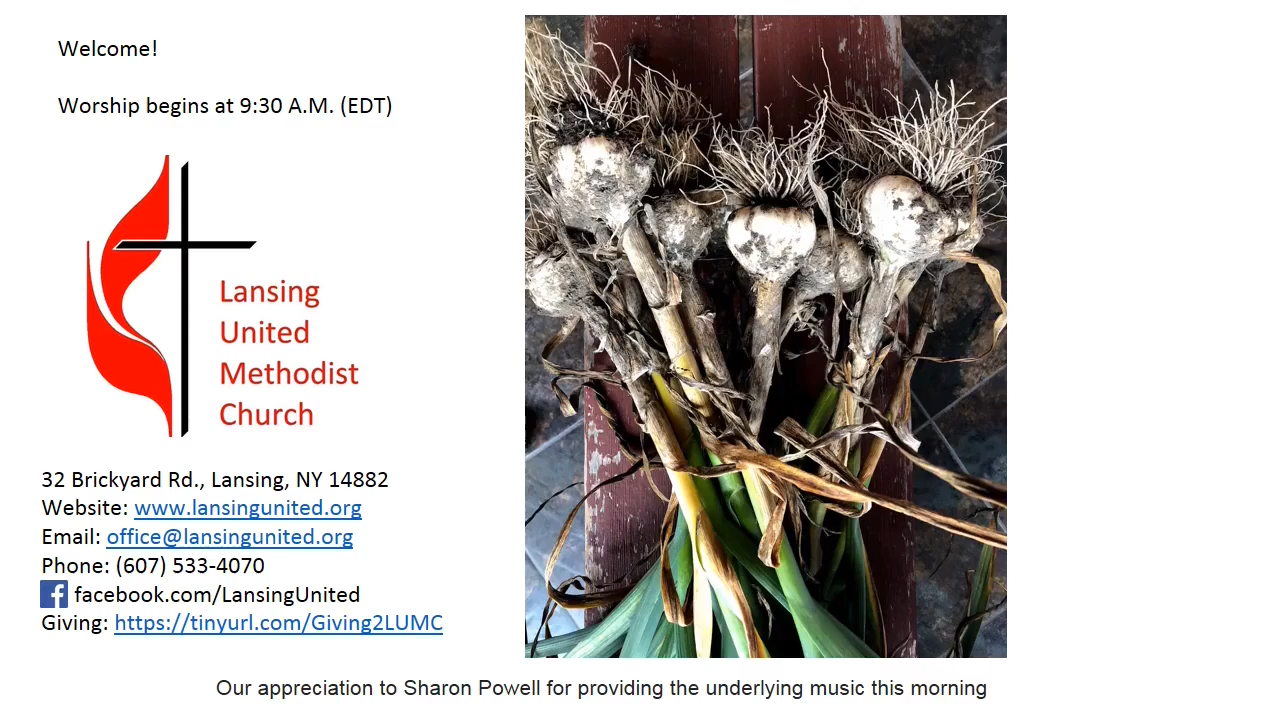 Welcome!
Worship begins at 9:30 A.M. (EDT)
Lansing
United
Methodist
Church
32 Brickyard Rd., Lansing, NY 14882
Website: www.lansingunited.org
Email: office@lansingunited.org
Phone: (607) 533-4070
f facebook.com/LansingUnited
Giving: https://tinyurl.com/Giving2LUMC
Our appreciation to Sharon Powell for providing the underlying music this morning